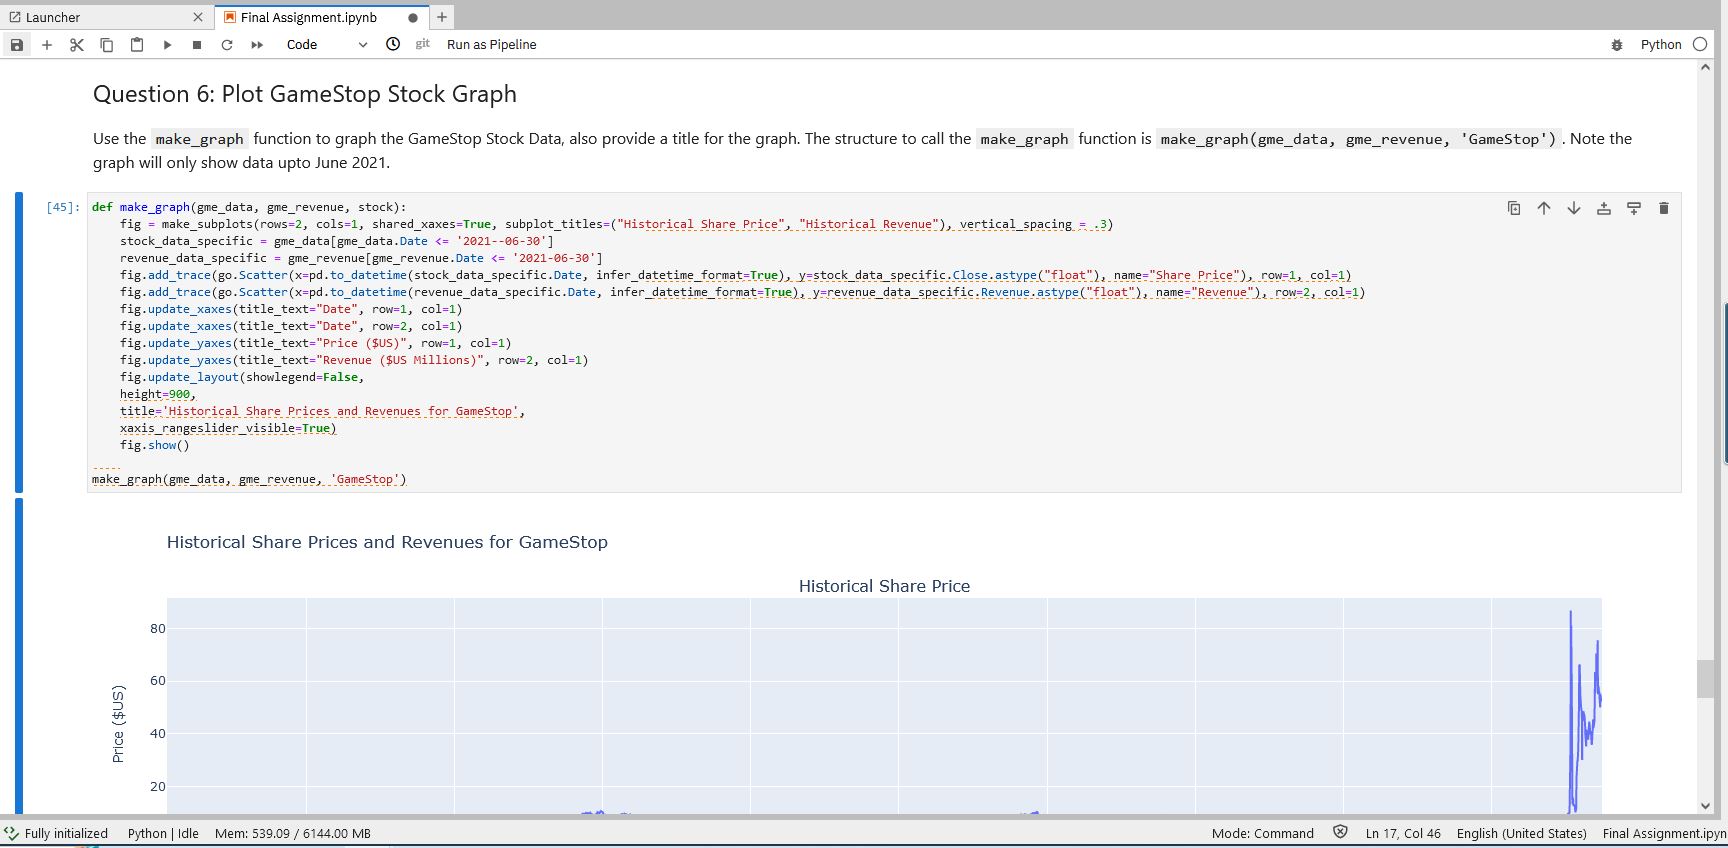 Launcher
Final Assignment.ipynb
Code
git
Run as Pipeline
Python
Question 6: Plot GameStop Stock Graph
Use the make_graph function to graph the GameStop Stock Data, also provide a title for the graph. The structure to call the make_graph function is make_graph(gme_data, gme_revenue, 'GameStop'). Note the
graph will only show data upto June 2021.
[45]:
def make_graph(gme_data, gme_revenue, stock):
    fig = make_subplots(rows=2, cols=1, shared_xaxes=True, subplot_titles=("Historical Share Price", "Historical Revenue"), vertical_spacing = .3)
    stock_data_specific = gme_data[gme_data.Date <= '2021--06-30']
    revenue_data_specific = gme_revenue[gme_revenue.Date <= '2021-06-30']
    fig.add_trace(go.Scatter(x=pd.to_datetime(stock_data_specific.Date, infer_datetime_format=True), y=stock_data_specific.Close.astype("float"), name="Share Price"), row=1, col=1)
    fig.add_trace(go.Scatter(x=pd.to_datetime(revenue_data_specific.Date, infer_datetime_format=True), y=revenue_data_specific.Revenue.astype("float"), name="Revenue"), row=2, col=1)
    fig.update_xaxes(title_text="Date", row=1, col=1)
    fig.update_xaxes(title_text="Date", row=2, col=1)
    fig.update_yaxes(title_text="Price ($US)", row=1, col=1)
    fig.update_yaxes(title_text="Revenue ($US Millions)", row=2, col=1)
    fig.update_layout(showlegend=False,
    height=900,
    title='Historical Share Prices and Revenues for GameStop',
    xaxis_rangeslider_visible=True)
    fig.show()
make_graph(gme_data, gme_revenue, 'GameStop')
Historical Share Prices and Revenues for GameStop
Historical Share Price
80
60
40
20
Price ($US)
Fully initialized
Python | Idle
Mem: 539.09 / 6144.00 MB
Mode: Command
Ln 17, Col 46
English (United States)
Final Assignment.ipyn